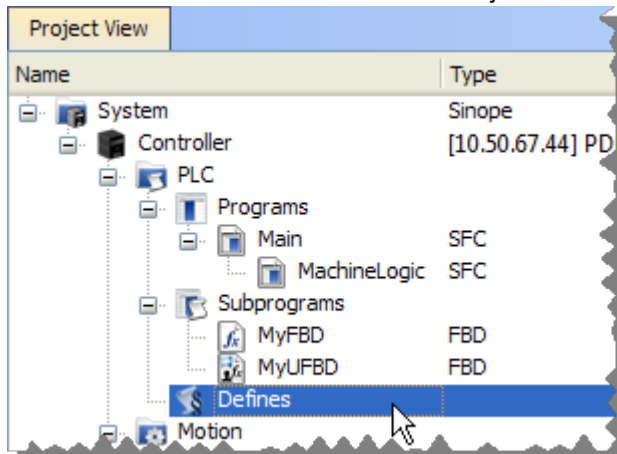 Project View
Name Type
System Sinope
Controller [10.50.67.44] PD
PLC
Programs
Main SFC
MachineLogic SFC
Subprograms
MyFBD FBD
MyUFBD FBD
Defines
Motion